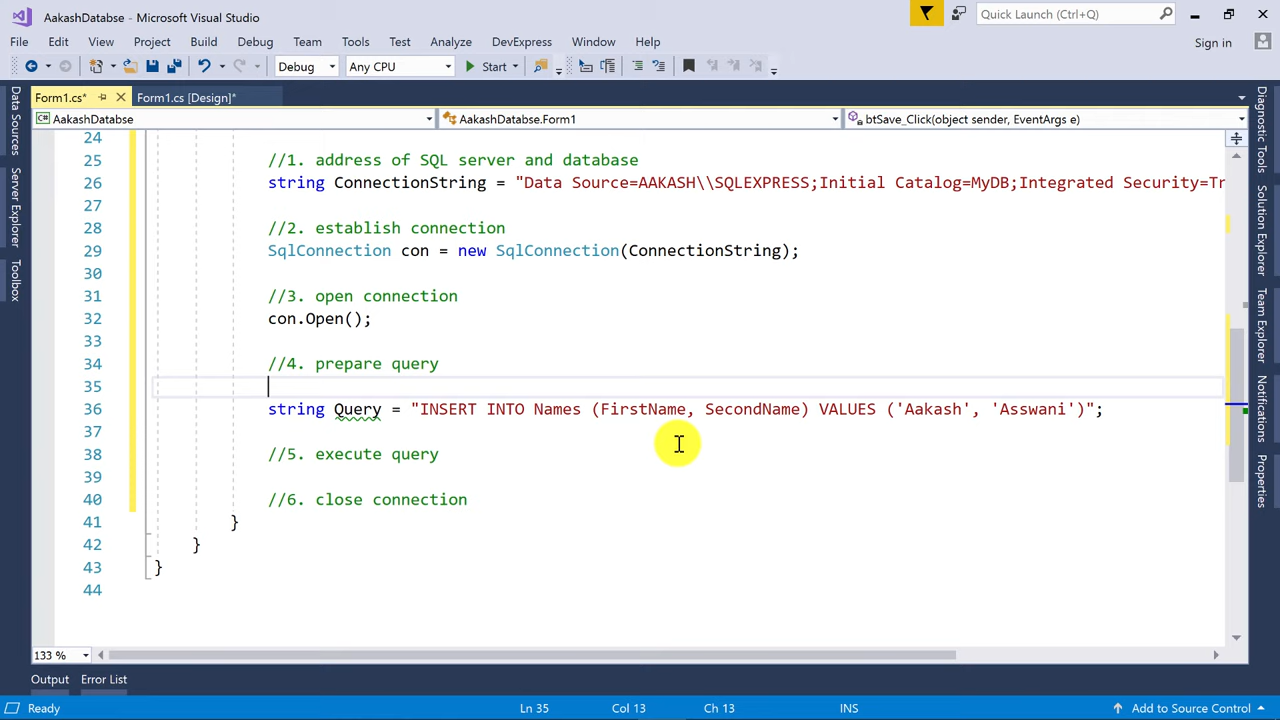 AakashDatabse - Microsoft Visual Studio
Quick Launch (Ctrl+Q)
File Edit View Project Build Debug Team Tools Test Analyze DevExpress Window Help
Sign in
Debug Any CPU Start
Form1.cs* Form1.cs [Design]*
AakashDatabse AakashDatabse.Form1 btSave_Click(object sender, EventArgs e)
Data Sources
Server Explorer
Toolbox
24
25 //1. address of SQL server and database
26 string ConnectionString = "Data Source=AAKASH\\SQLEXPRESS;Initial Catalog=MyDB;Integrated Security=Tr
27
28 //2. establish connection
29 SqlConnection con = new SqlConnection(ConnectionString);
30
31 //3. open connection
32 con.Open();
33
34 //4. prepare query
35
36 string Query = "INSERT INTO Names (FirstName, SecondName) VALUES ('Aakash', 'Asswani')";
37
38 //5. execute query
39
40 //6. close connection
41 }
42 }
43 }
44
Diagnostic Tools
Solution Explorer
Team Explorer
Notifications
Properties
133 %
Output Error List
Ready Ln 35 Col 13 Ch 13 INS Add to Source Control